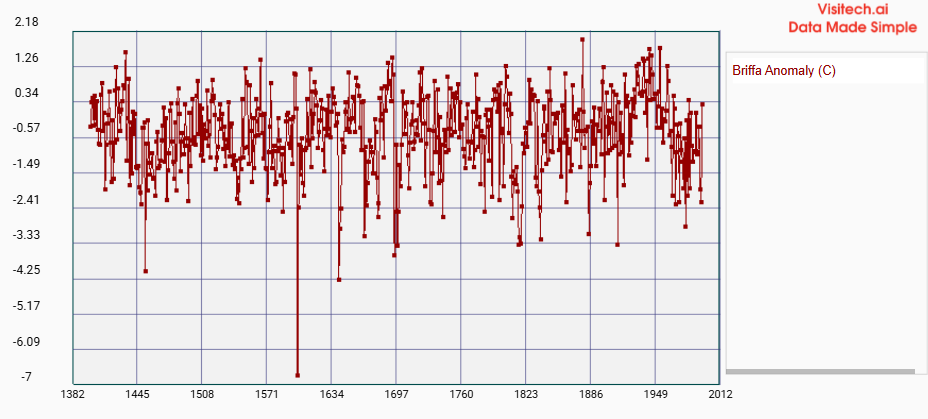 Visitech.ai
Data Made Simple
2.18
1.26
0.34
-0.57
-1.49
-2.41
-3.33
-4.25
-5.17
-6.09
-7
Briffa Anomaly (C)
1382 1445 1508 1571 1634 1697 1760 1823 1886 1949 2012